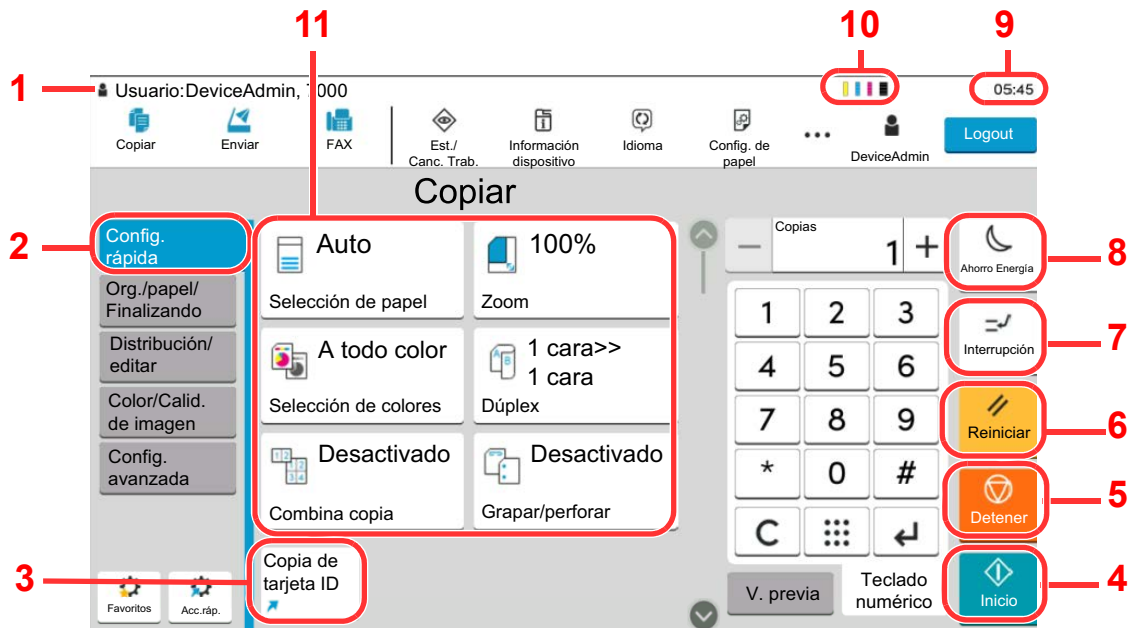 11
10
9
1
Usuario:DeviceAdmin, 7000
05:45
Copiar
Enviar
FAX
Est./
Canc. Trab.
Información
dispositivo
Idioma
Config. de
papel
DeviceAdmin
Logout
Copiar
2
Config.
rápida
Org./papel/
Finalizando
Distribución/
editar
Color/Calid.
de imagen
Config.
avanzada
Auto
Selección de papel
100%
Zoom
A todo color
Selección de colores
1 cara>>
1 cara
Dúplex
Desactivado
Combina copia
Desactivado
Grapar/perforar
Copias
1
1 2 3
4 5 6
7 8 9
* 0 #
C
Ahorro Energía
8
Interrupción
7
Reiniciar
6
Detener
5
3
Favoritos
Acc.ráp.
Copia de
tarjeta ID
V. previa
Teclado
numérico
Inicio
4